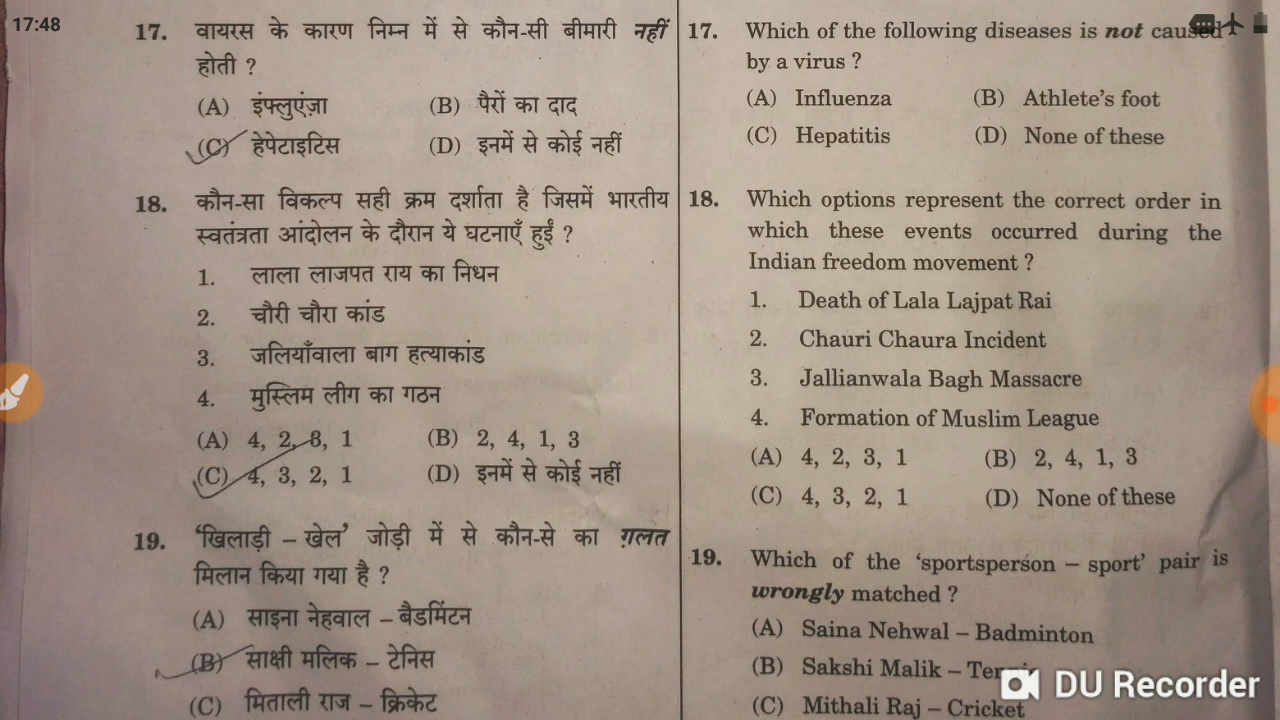 17:48
17. वायरस के कारण निम्न में से कौन-सी बीमारी नहीं
होती ?
(A) इंफ्लुएंज़ा (B) पैरों का दाद
(C) हेपेटाइटिस (D) इनमें से कोई नहीं
18. कौन-सा विकल्प सही क्रम दर्शाता है जिसमें भारतीय
स्वतंत्रता आंदोलन के दौरान ये घटनाएँ हुईं ?
1. लाला लाजपत राय का निधन
2. चौरी चौरा कांड
3. जलियाँवाला बाग हत्याकांड
4. मुस्लिम लीग का गठन
(A) 4, 2, 3, 1 (B) 2, 4, 1, 3
(C) 4, 3, 2, 1 (D) इनमें से कोई नहीं
19. ‘खिलाड़ी – खेल’ जोड़ी में से कौन-से का ग़लत
मिलान किया गया है ?
(A) साइना नेहवाल – बैडमिंटन
(B) साक्षी मलिक – टेनिस
(C) मिताली राज – क्रिकेट
17. Which of the following diseases is not caused
by a virus ?
(A) Influenza (B) Athlete’s foot
(C) Hepatitis (D) None of these
18. Which options represent the correct order in
which these events occurred during the
Indian freedom movement ?
1. Death of Lala Lajpat Rai
2. Chauri Chaura Incident
3. Jallianwala Bagh Massacre
4. Formation of Muslim League
(A) 4, 2, 3, 1 (B) 2, 4, 1, 3
(C) 4, 3, 2, 1 (D) None of these
19. Which of the ‘sportsperson – sport’ pair is
wrongly matched ?
(A) Saina Nehwal – Badminton
(B) Sakshi Malik –
(C) Mithali Raj – Cricket
DU Recorder